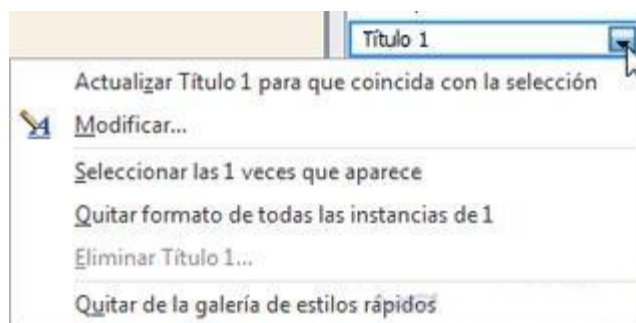 Título 1
Actualizar Título 1 para que coincida con la selección
Modificar...
Seleccionar las 1 veces que aparece
Quitar formato de todas las instancias de 1
Eliminar Título 1...
Quitar de la galería de estilos rápidos